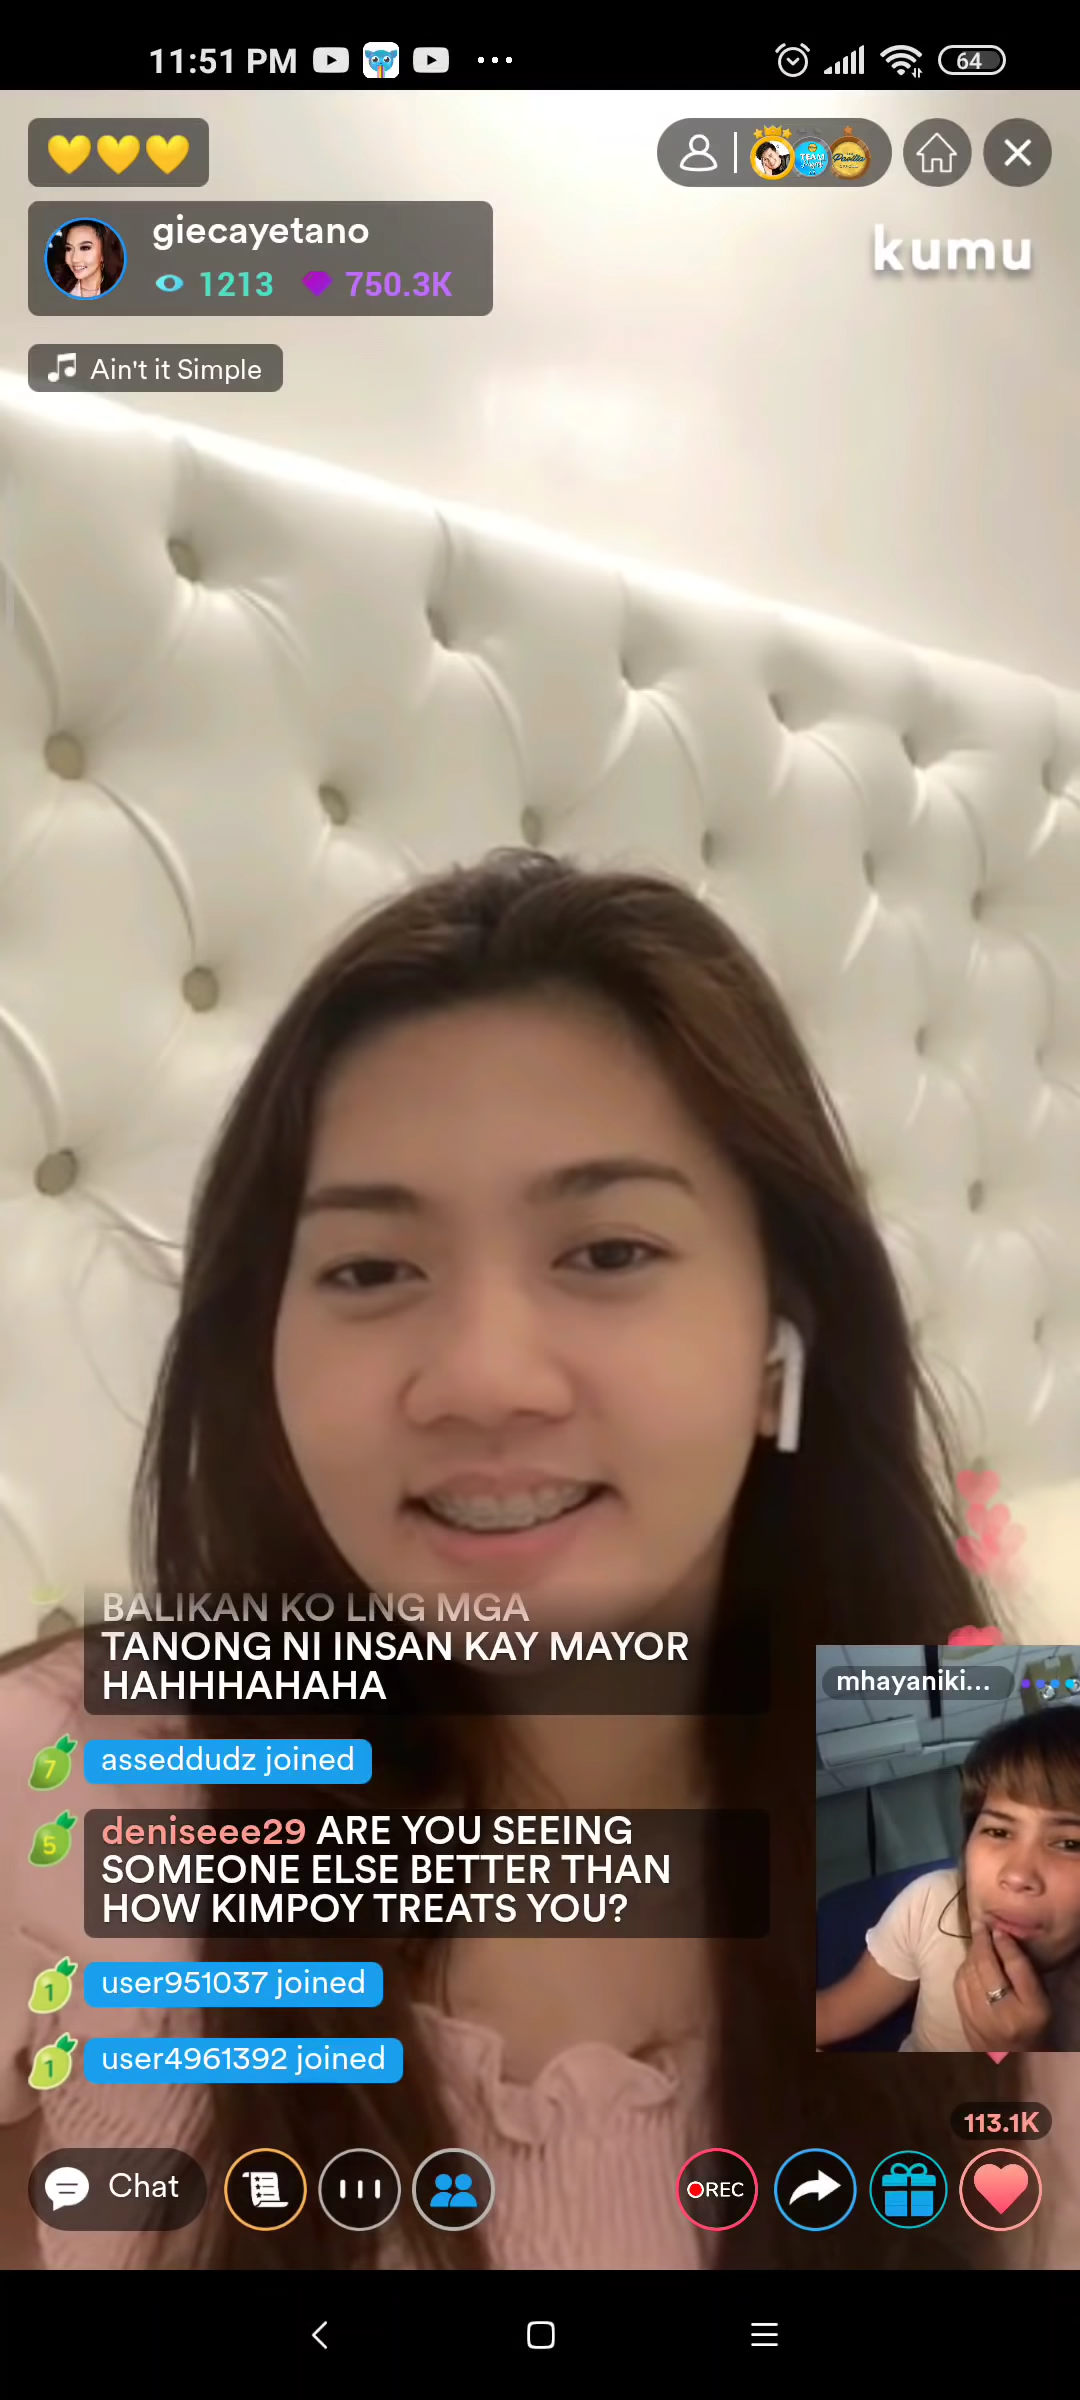 11:51 PM
64
giecayetano
1213 750.3K
kumu
Ain't it Simple
BALIKAN KO LNG MGA
TANONG NI INSAN KAY MAYOR
HAHHHAHAHA
mhayaniki...
7 asseddudz joined
5 deniseee29 ARE YOU SEEING
SOMEONE ELSE BETTER THAN
HOW KIMPOY TREATS YOU?
1 user951037 joined
1 user4961392 joined
113.1K
Chat
REC